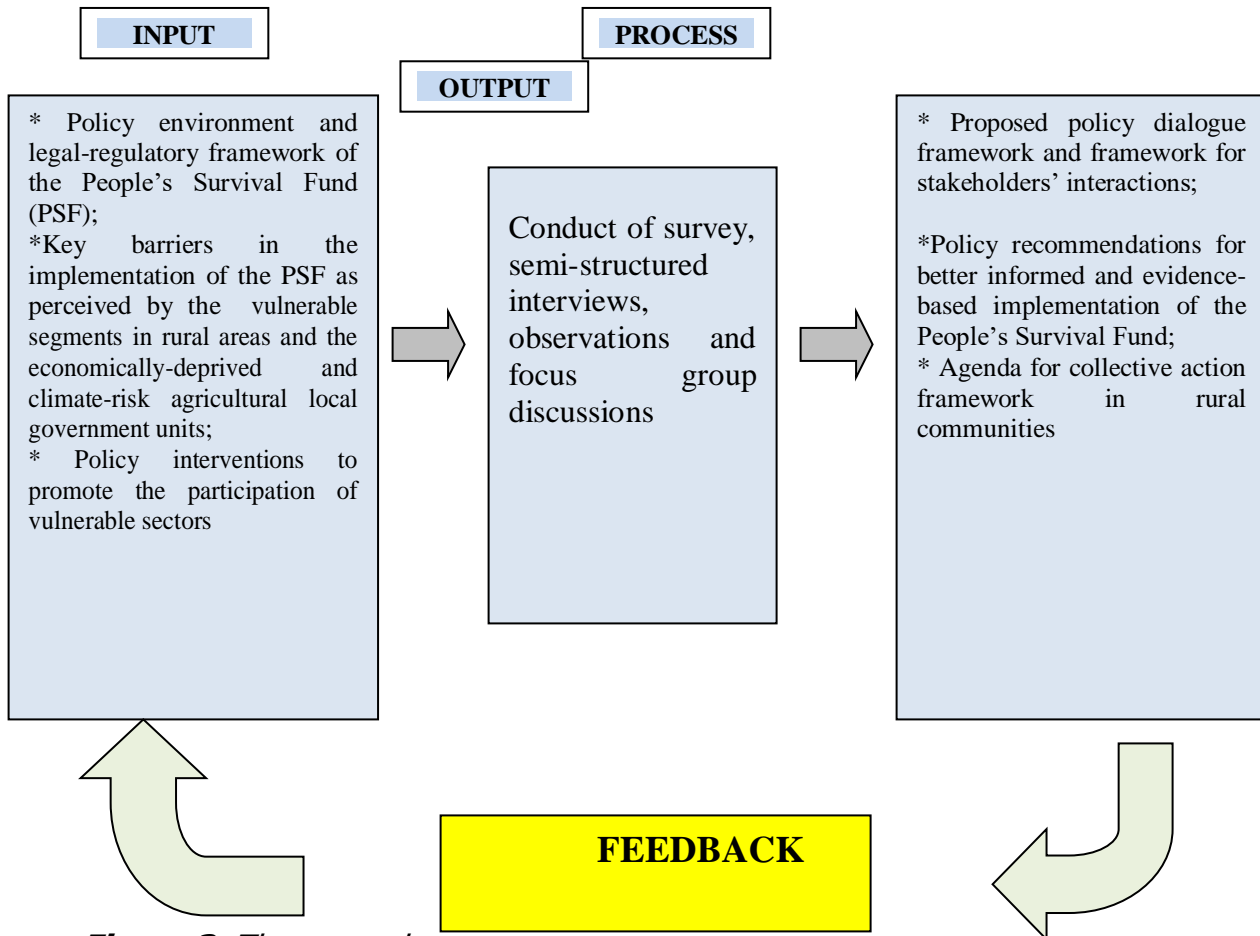 INPUT
PROCESS
OUTPUT
* Policy environment and
legal-regulatory framework of
the People’s Survival Fund
(PSF);
*Key barriers in the
implementation of the PSF as
perceived by the vulnerable
segments in rural areas and the
economically-deprived and
climate-risk agricultural local
government units;
* Policy interventions to
promote the participation of
vulnerable sectors
Conduct of survey,
semi-structured
interviews,
observations and
focus group
discussions
* Proposed policy dialogue
framework and framework for
stakeholders’ interactions;
*Policy recommendations for
better informed and evidence-
based implementation of the
People’s Survival Fund;
* Agenda for collective action
framework in rural
communities
FEEDBACK